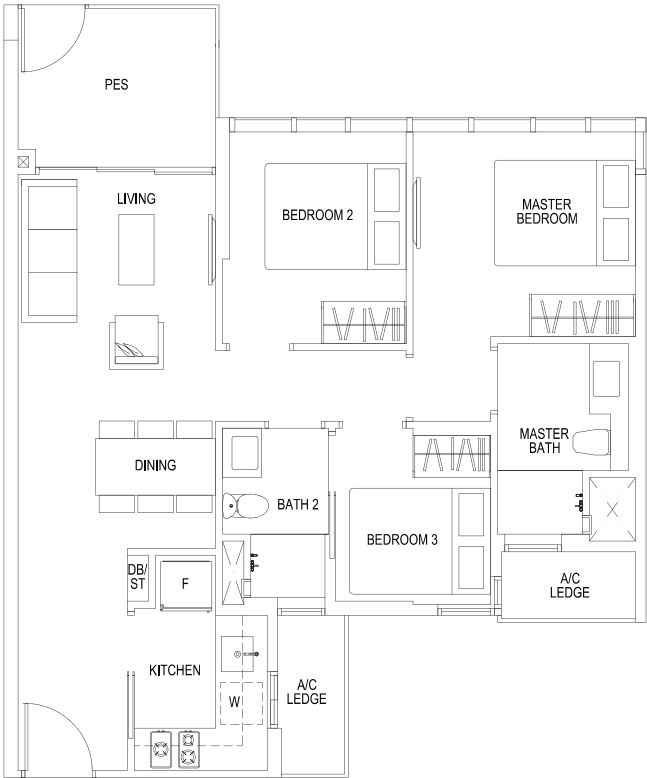 PES
LIVING
BEDROOM 2
MASTER
BEDROOM
DINING
MASTER
BATH
BATH 2
BEDROOM 3
DB/
ST
F
A/C
LEDGE
KITCHEN
W
A/C
LEDGE